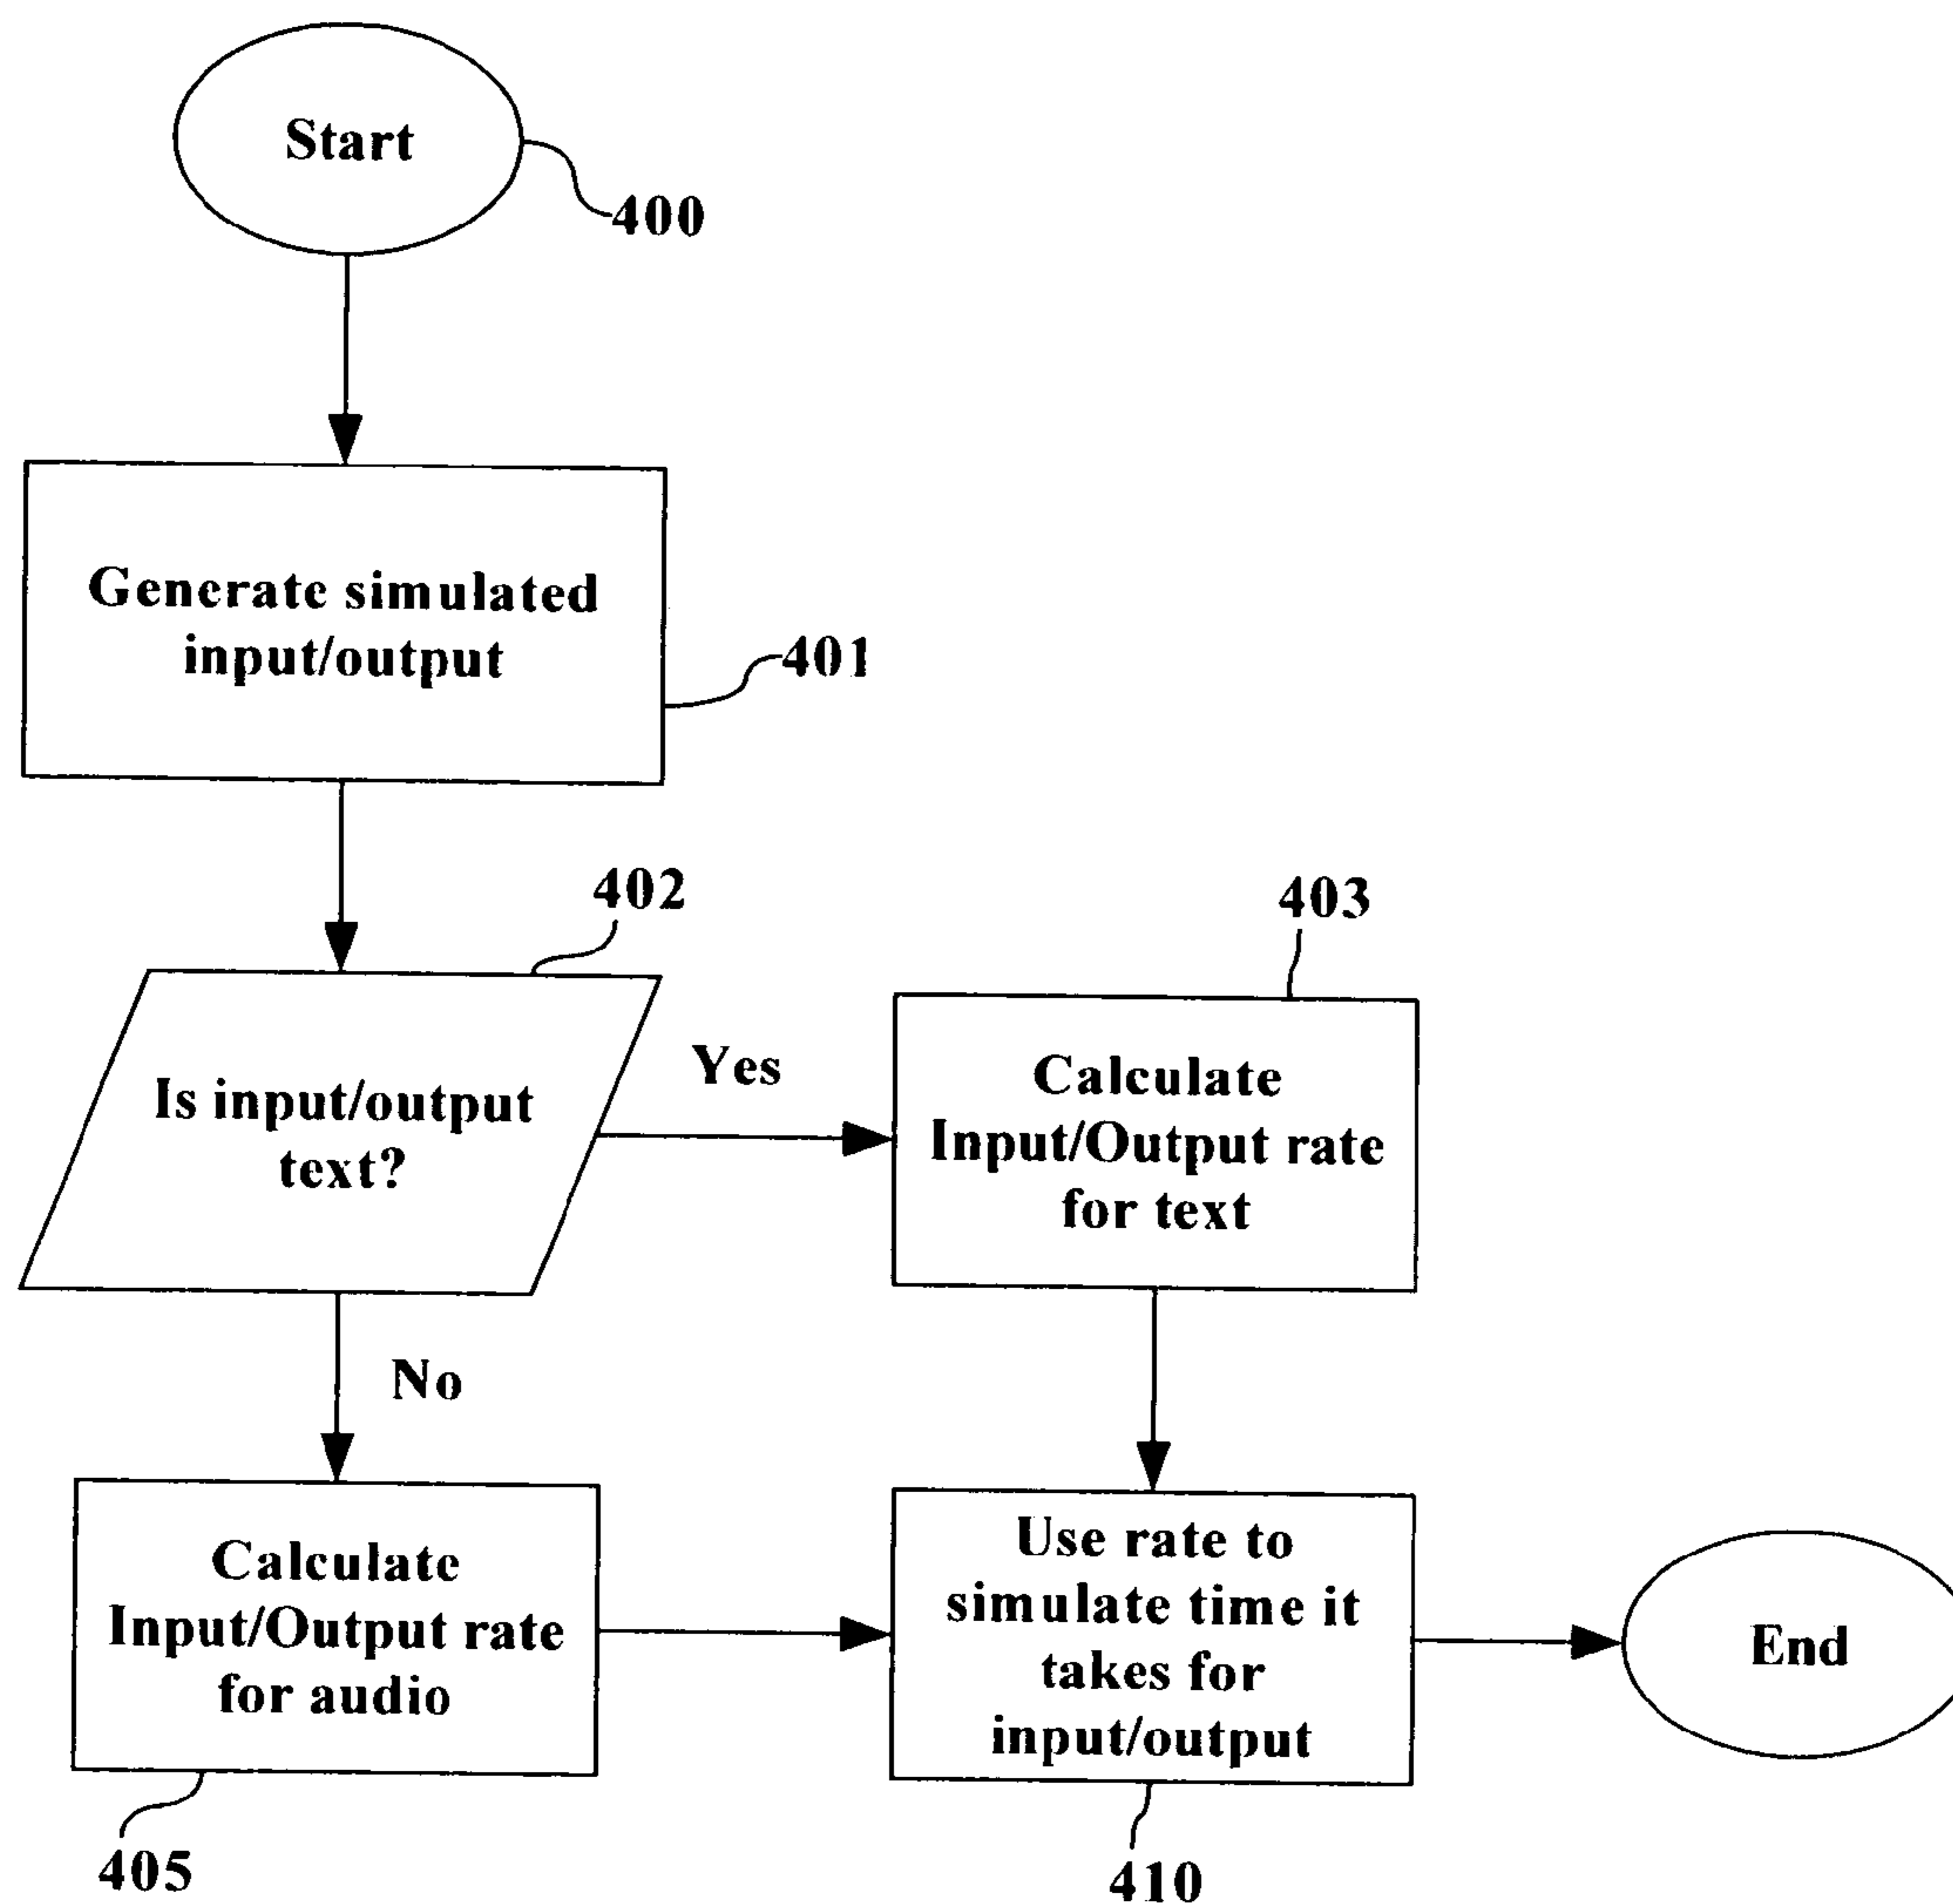 Start
400
Generate simulated
input/output
401
402
Is input/output
text?
Yes
403
Calculate
Input/Output rate
for text
No
Calculate
Input/Output rate
for audio
405
Use rate to
simulate time it
takes for
input/output
410
End